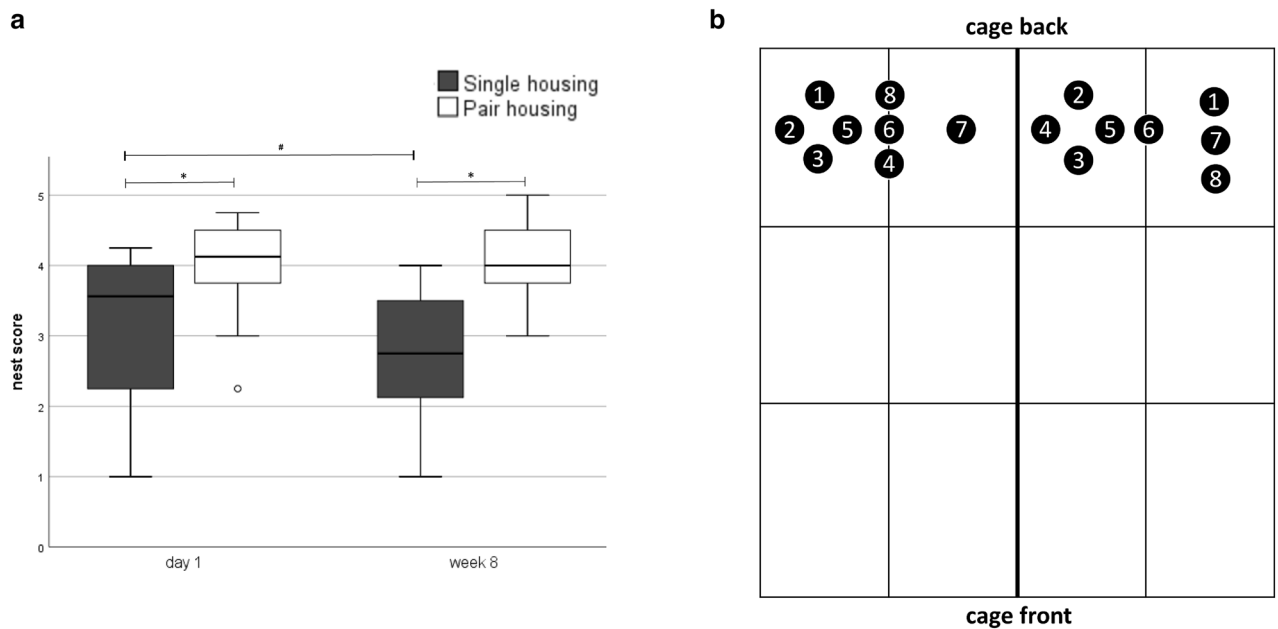 a
Single housing
Pair housing
#
* *
5
4
3
2
1
0
nest score
day 1 week 8
b
cage back
1 8 2 1
2 5 6 7 4 5 6 7
3 4 3 8
cage front